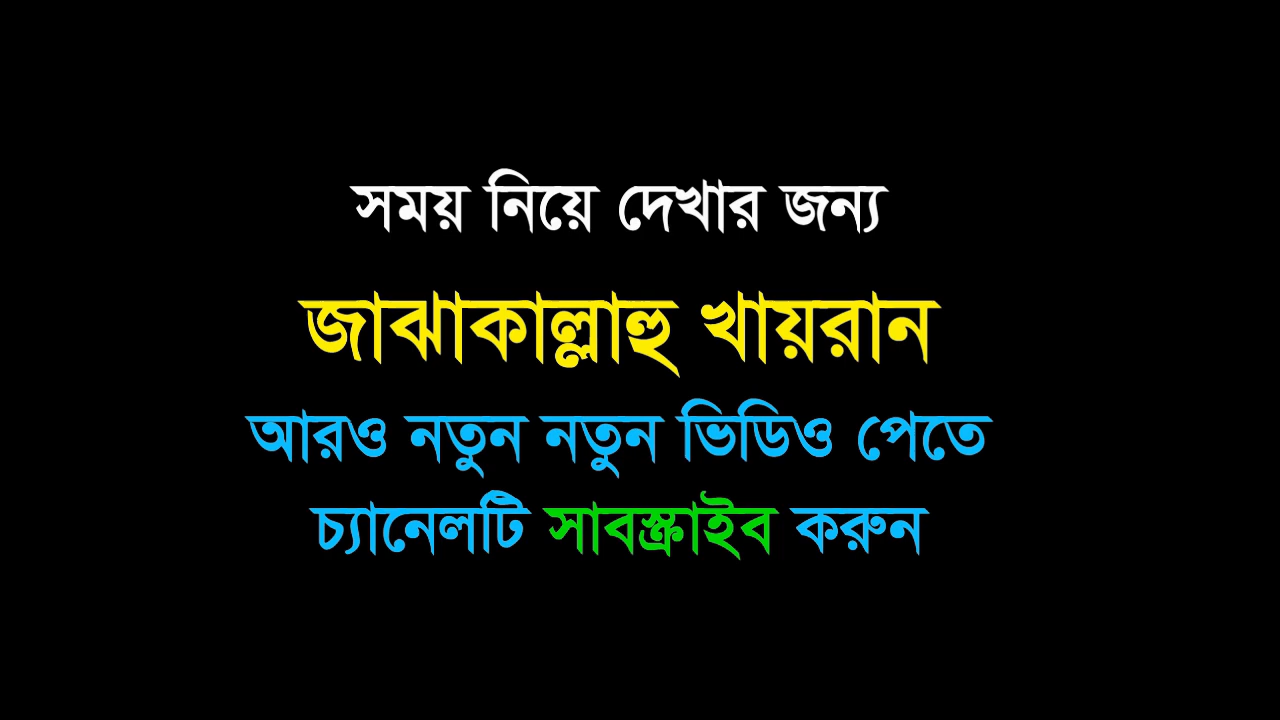 সময় নিয়ে দেখার জন্য
জাঝাকাল্লাহু খায়রান
আরও নতুন নতুন ভিডিও পেতে
চ্যানেলটি সাবস্ক্রাইব করুন